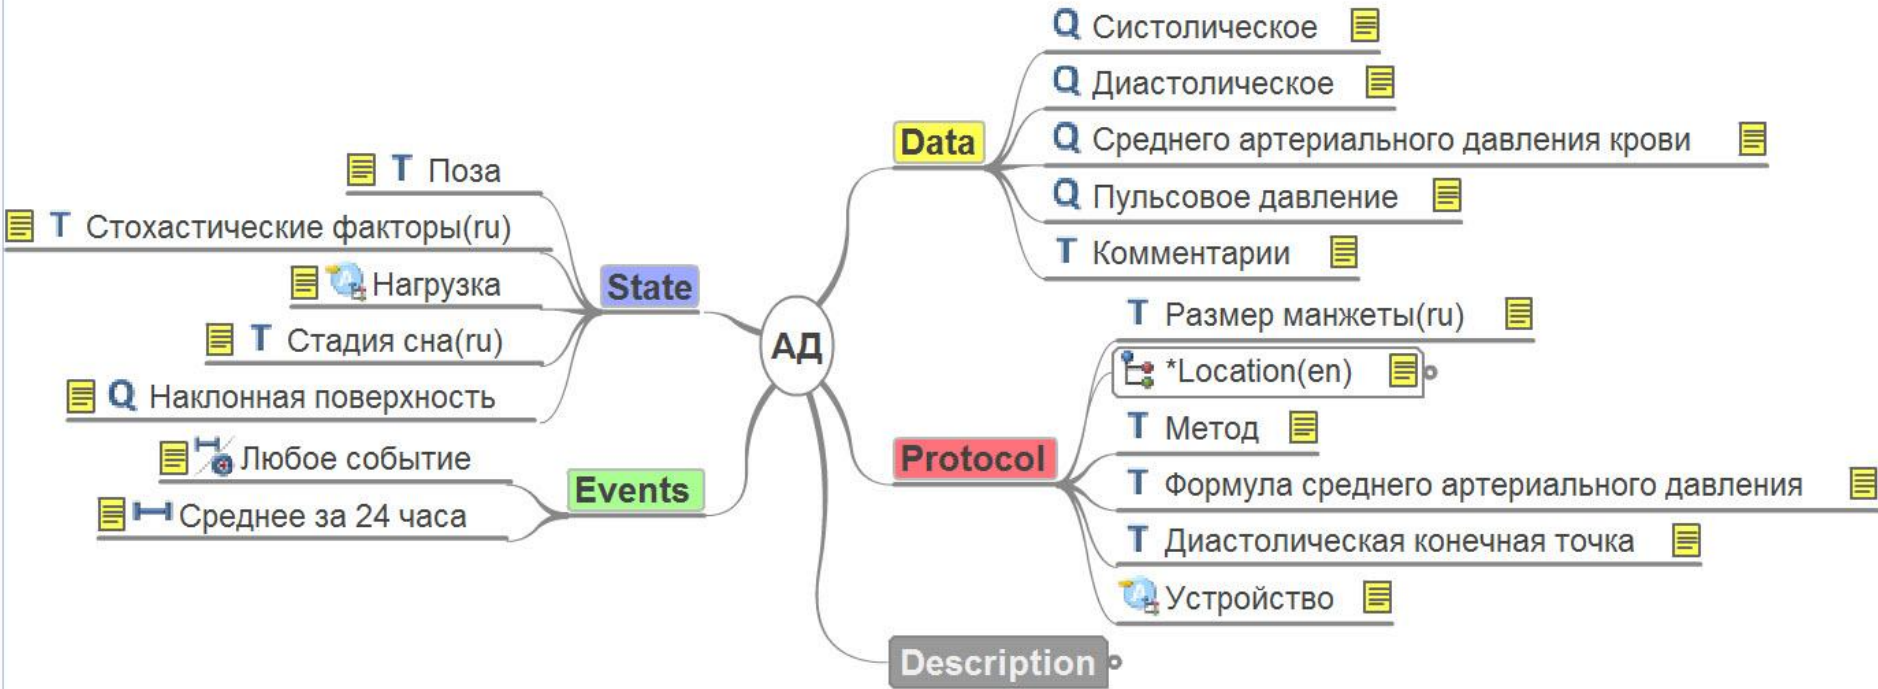 АД
Data
Q Систолическое
Q Диастолическое
Q Среднего артериального давления крови
Q Пульсовое давление
T Комментарии
State
T Поза
T Стохастические факторы(ru)
Нагрузка
T Стадия сна(ru)
Q Наклонная поверхность
Events
Любое событие
Среднее за 24 часа
Protocol
T Размер манжеты(ru)
*Location(en)
T Метод
T Формула среднего артериального давления
T Диастолическая конечная точка
Устройство
Description